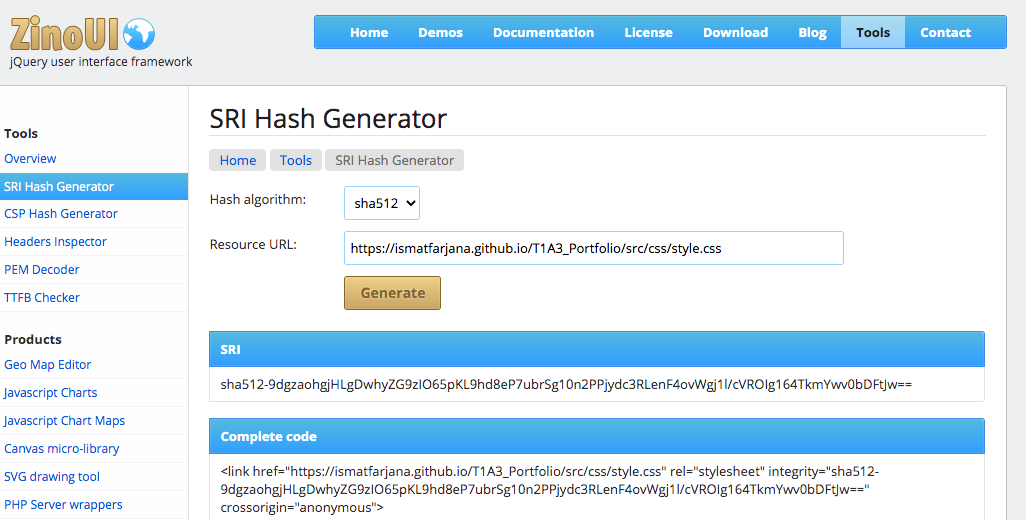 ZinoUI
jQuery user interface framework
Home Demos Documentation License Download Blog Tools Contact
Tools
Overview
SRI Hash Generator
CSP Hash Generator
Headers Inspector
PEM Decoder
TTFB Checker
Products
Geo Map Editor
Javascript Charts
Javascript Chart Maps
Canvas micro-library
SVG drawing tool
PHP Server wrappers
SRI Hash Generator
Home Tools SRI Hash Generator
Hash algorithm: sha512
Resource URL: https://ismatfarjana.github.io/T1A3_Portfolio/src/css/style.css
Generate
SRI
sha512-9dgzaohgjHLgDwhyZG9zIO65pKL9hd8eP7ubrSg10n2PPjydc3RLenF4ovWgj1l/cVROIg164TkmYwv0bDFtJw==
Complete code
<link href="https://ismatfarjana.github.io/T1A3_Portfolio/src/css/style.css" rel="stylesheet" integrity="sha512-
9dgzaohgjHLgDwhyZG9zIO65pKL9hd8eP7ubrSg10n2PPjydc3RLenF4ovWgj1l/cVROIg164TkmYwv0bDFtJw=="
crossorigin="anonymous">